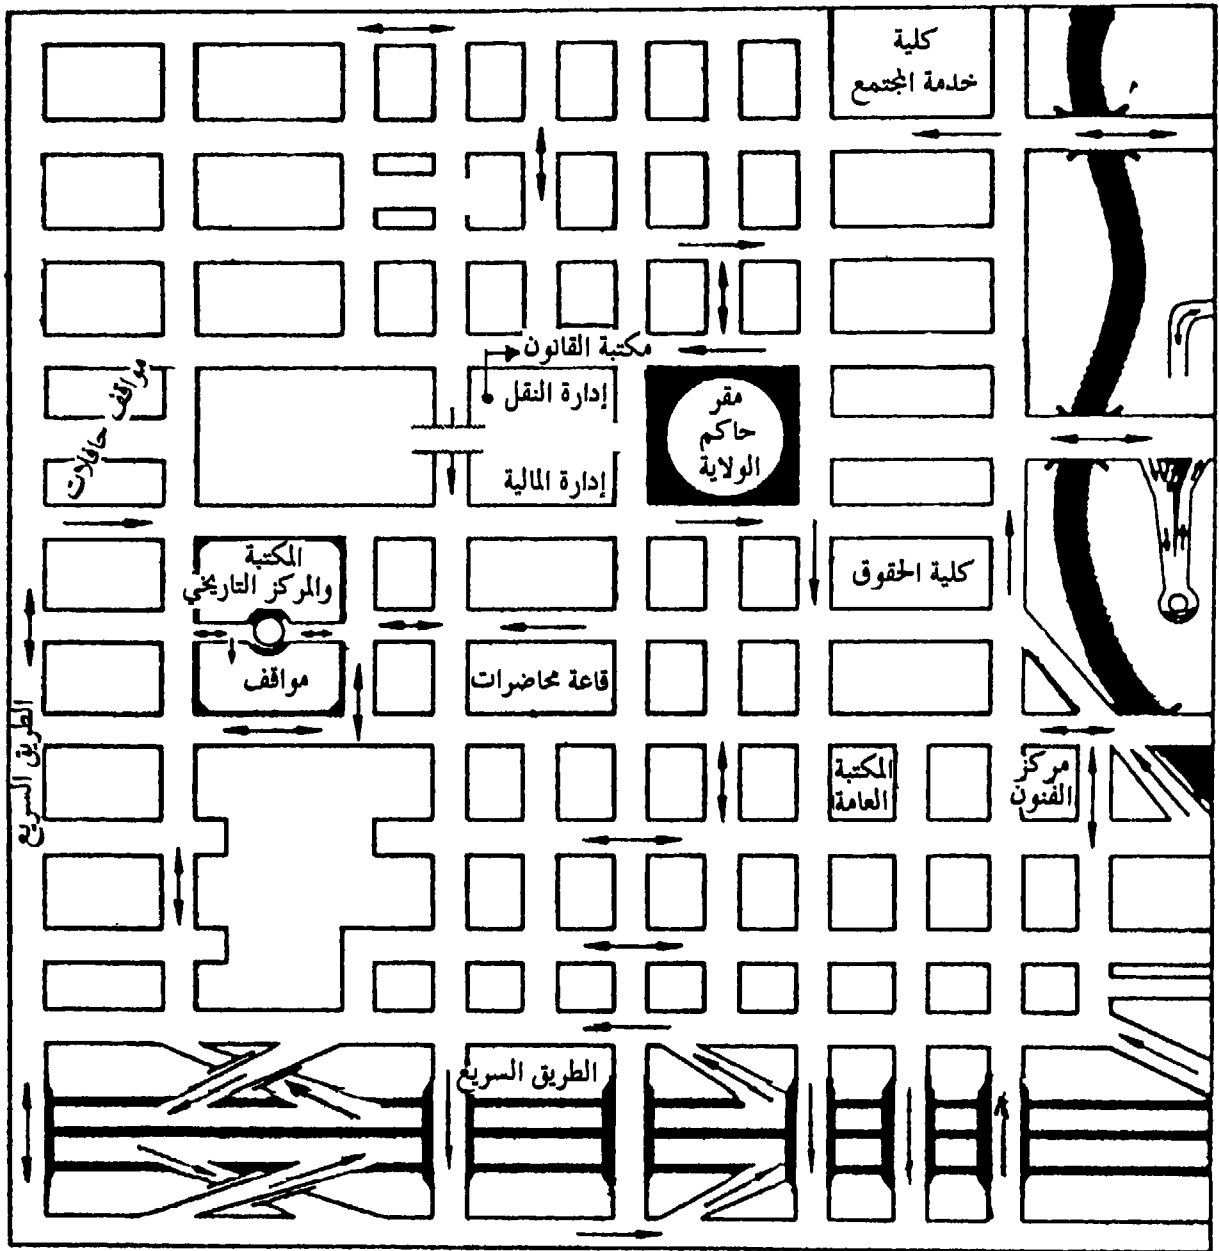 كلية
خدمة المجتمع
مكتبة القانون
إدارة النقل
مقر
حاكم
الولاية
مواقف حافلات
إدارة المالية
المكتبة
والمركز التاريخي
كلية الحقوق
مواقف
قاعة محاضرات
الطريق السريع
المكتبة
العامة
مركز
الفنون
الطريق السريع